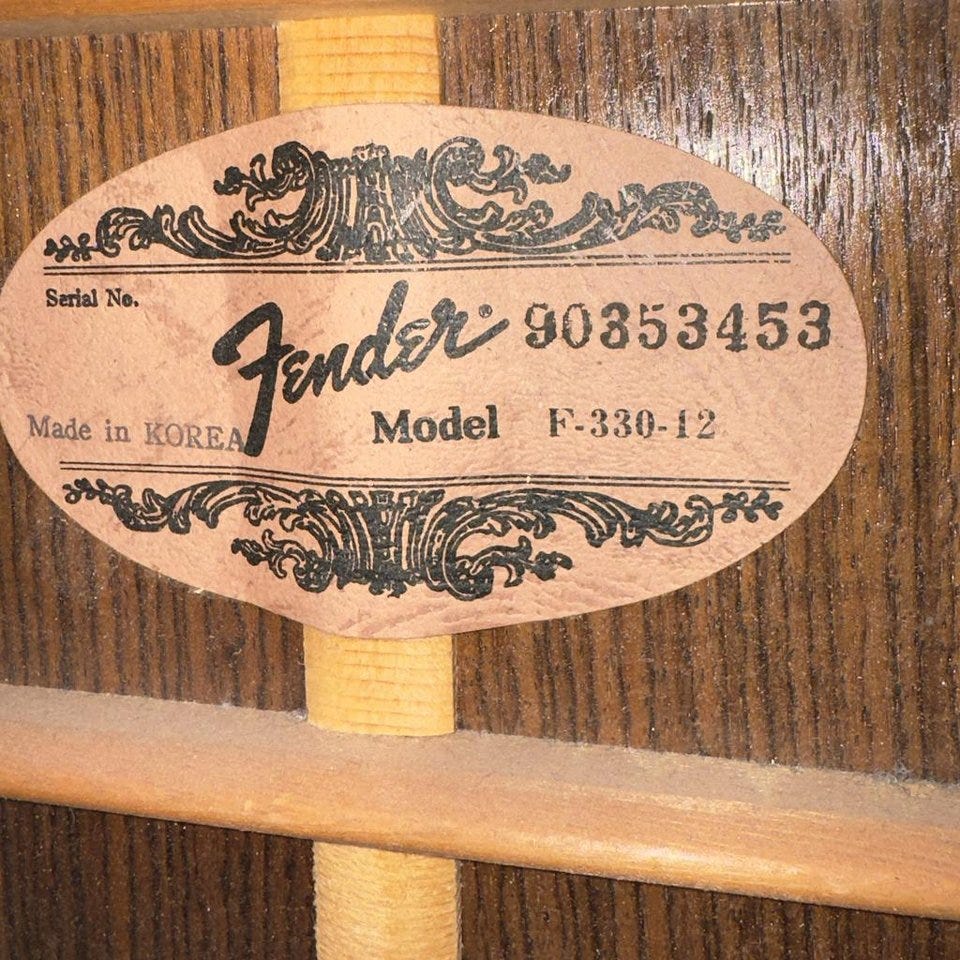 Serial No.
Fender® 90353453
Made in KOREA
Model F-330-12